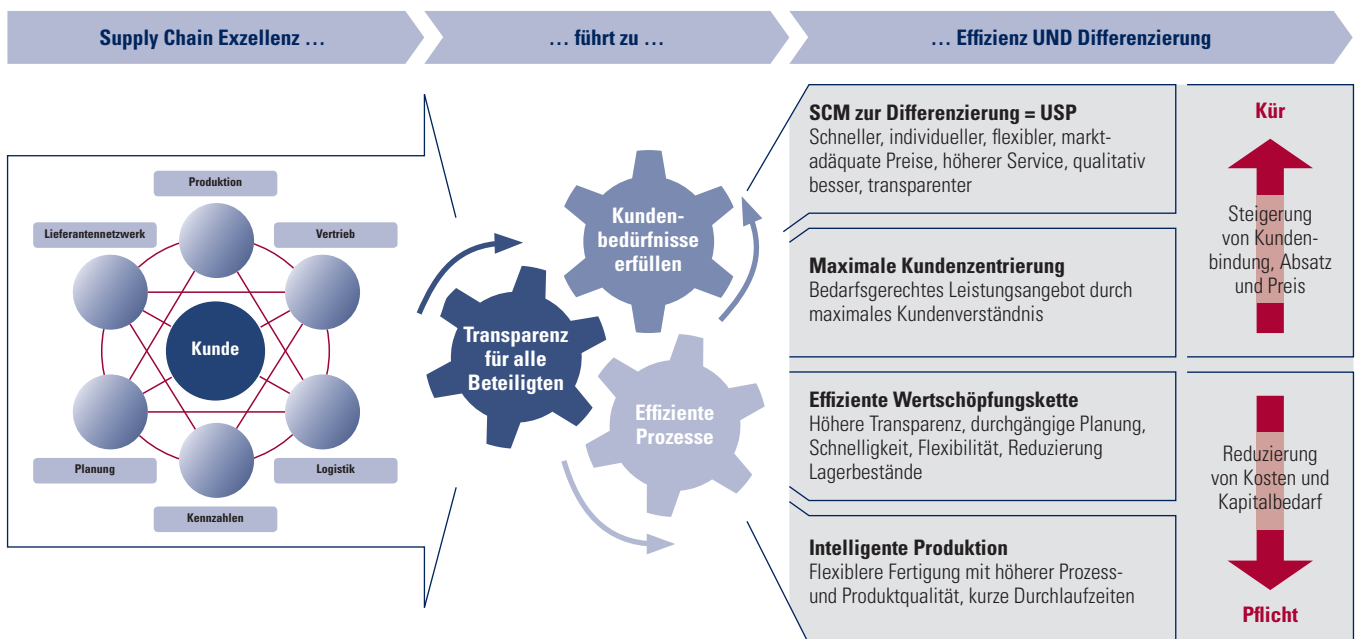 Supply Chain Exzellenz …
… führt zu …
… Effizienz UND Differenzierung
Produktion
Lieferantennetzwerk
Vertrieb
Kunde
Planung
Logistik
Kennzahlen
Kunden-
bedürfnisse
erfüllen
Transparenz
für alle
Beteiligten
Effiziente
Prozesse
SCM zur Differenzierung = USP
Schneller, individueller, flexibler, markt-
adäquate Preise, höherer Service, qualitativ
besser, transparenter
Maximale Kundenzentrierung
Bedarfsgerechtes Leistungsangebot durch
maximales Kundenverständnis
Effiziente Wertschöpfungskette
Höhere Transparenz, durchgängige Planung,
Schnelligkeit, Flexibilität, Reduzierung
Lagerbestände
Intelligente Produktion
Flexiblere Fertigung mit höherer Prozess-
und Produktqualität, kurze Durchlaufzeiten
Kür
Steigerung
von Kunden-
bindung, Absatz
und Preis
Reduzierung
von Kosten und
Kapitalbedarf
Pflicht